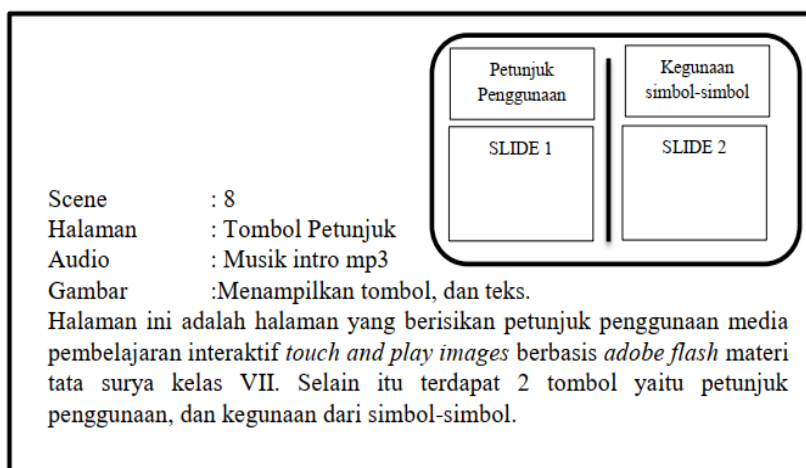 Petunjuk
Penggunaan
Kegunaan
simbol-simbol
SLIDE 1
SLIDE 2
Scene : 8
Halaman : Tombol Petunjuk
Audio : Musik intro mp3
Gambar :Menampilkan tombol, dan teks.
Halaman ini adalah halaman yang berisikan petunjuk penggunaan media
pembelajaran interaktif touch and play images berbasis adobe flash materi
tata surya kelas VII. Selain itu terdapat 2 tombol yaitu petunjuk
penggunaan, dan kegunaan dari simbol-simbol.